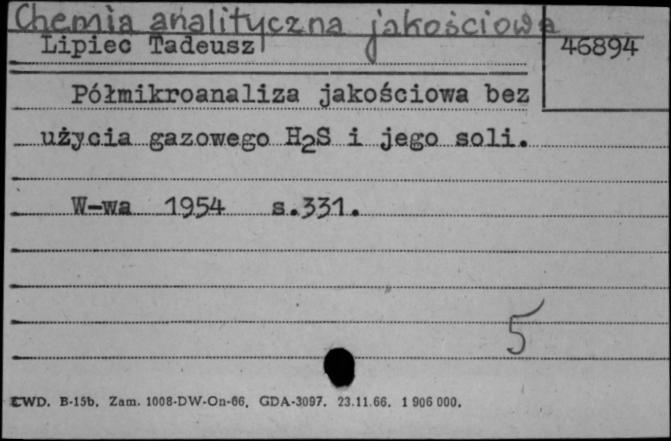 Chemia analityczna jakościowa
Lipiec Tadeusz
46894
Półmikroanaliza jakościowa bez
użycia gazowego H2S i jego soli.
W-wa 1954 s.331.
5
CWD. B-15b. Zam. 1008-DW-On-66. GDA-3097. 23.11.66. 1 906 000.